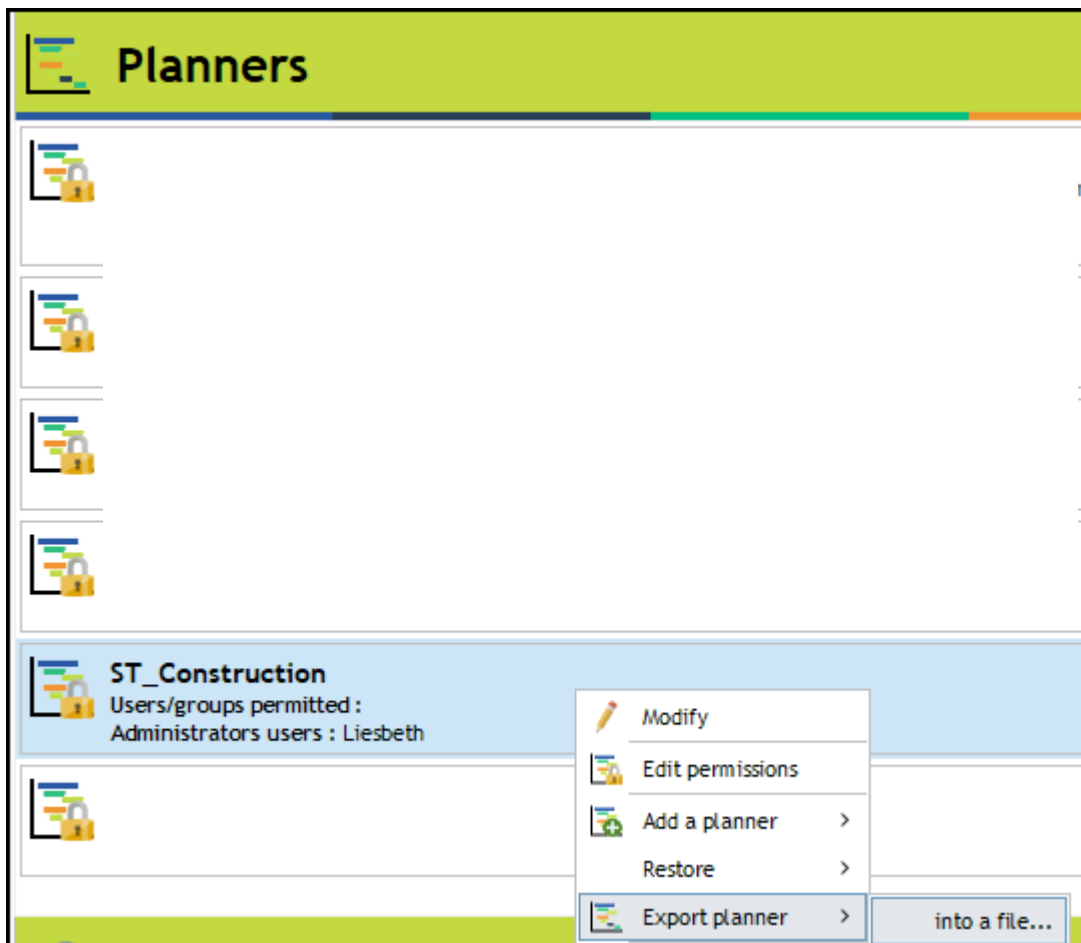 Planners
ST_Construction
Users/groups permitted :
Administrators users : Liesbeth
Modify
Edit permissions
Add a planner
Restore
Export planner
into a file...